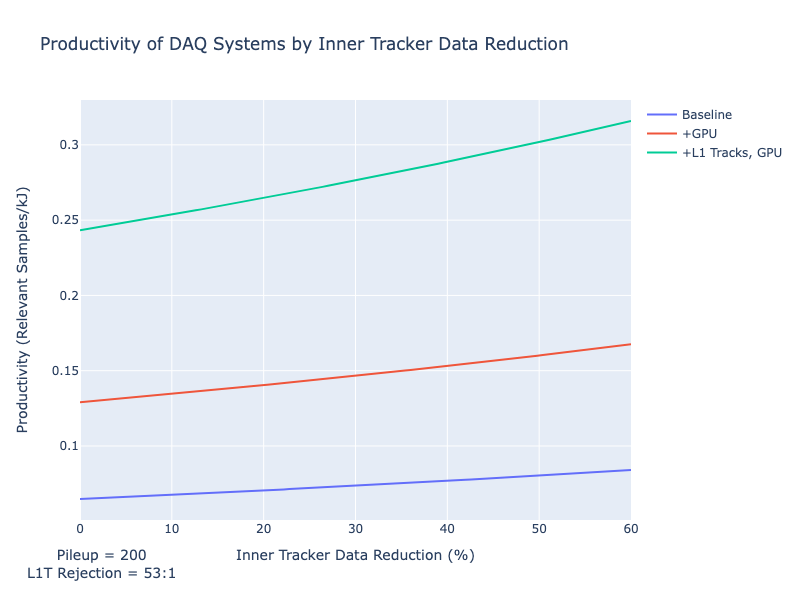 Productivity of DAQ Systems by Inner Tracker Data Reduction
Baseline
+GPU
+L1 Tracks, GPU
Productivity (Relevant Samples/kJ)
0.3
0.25
0.2
0.15
0.1
0 10 20 30 40 50 60
Inner Tracker Data Reduction (%)
Pileup = 200
L1T Rejection = 53:1